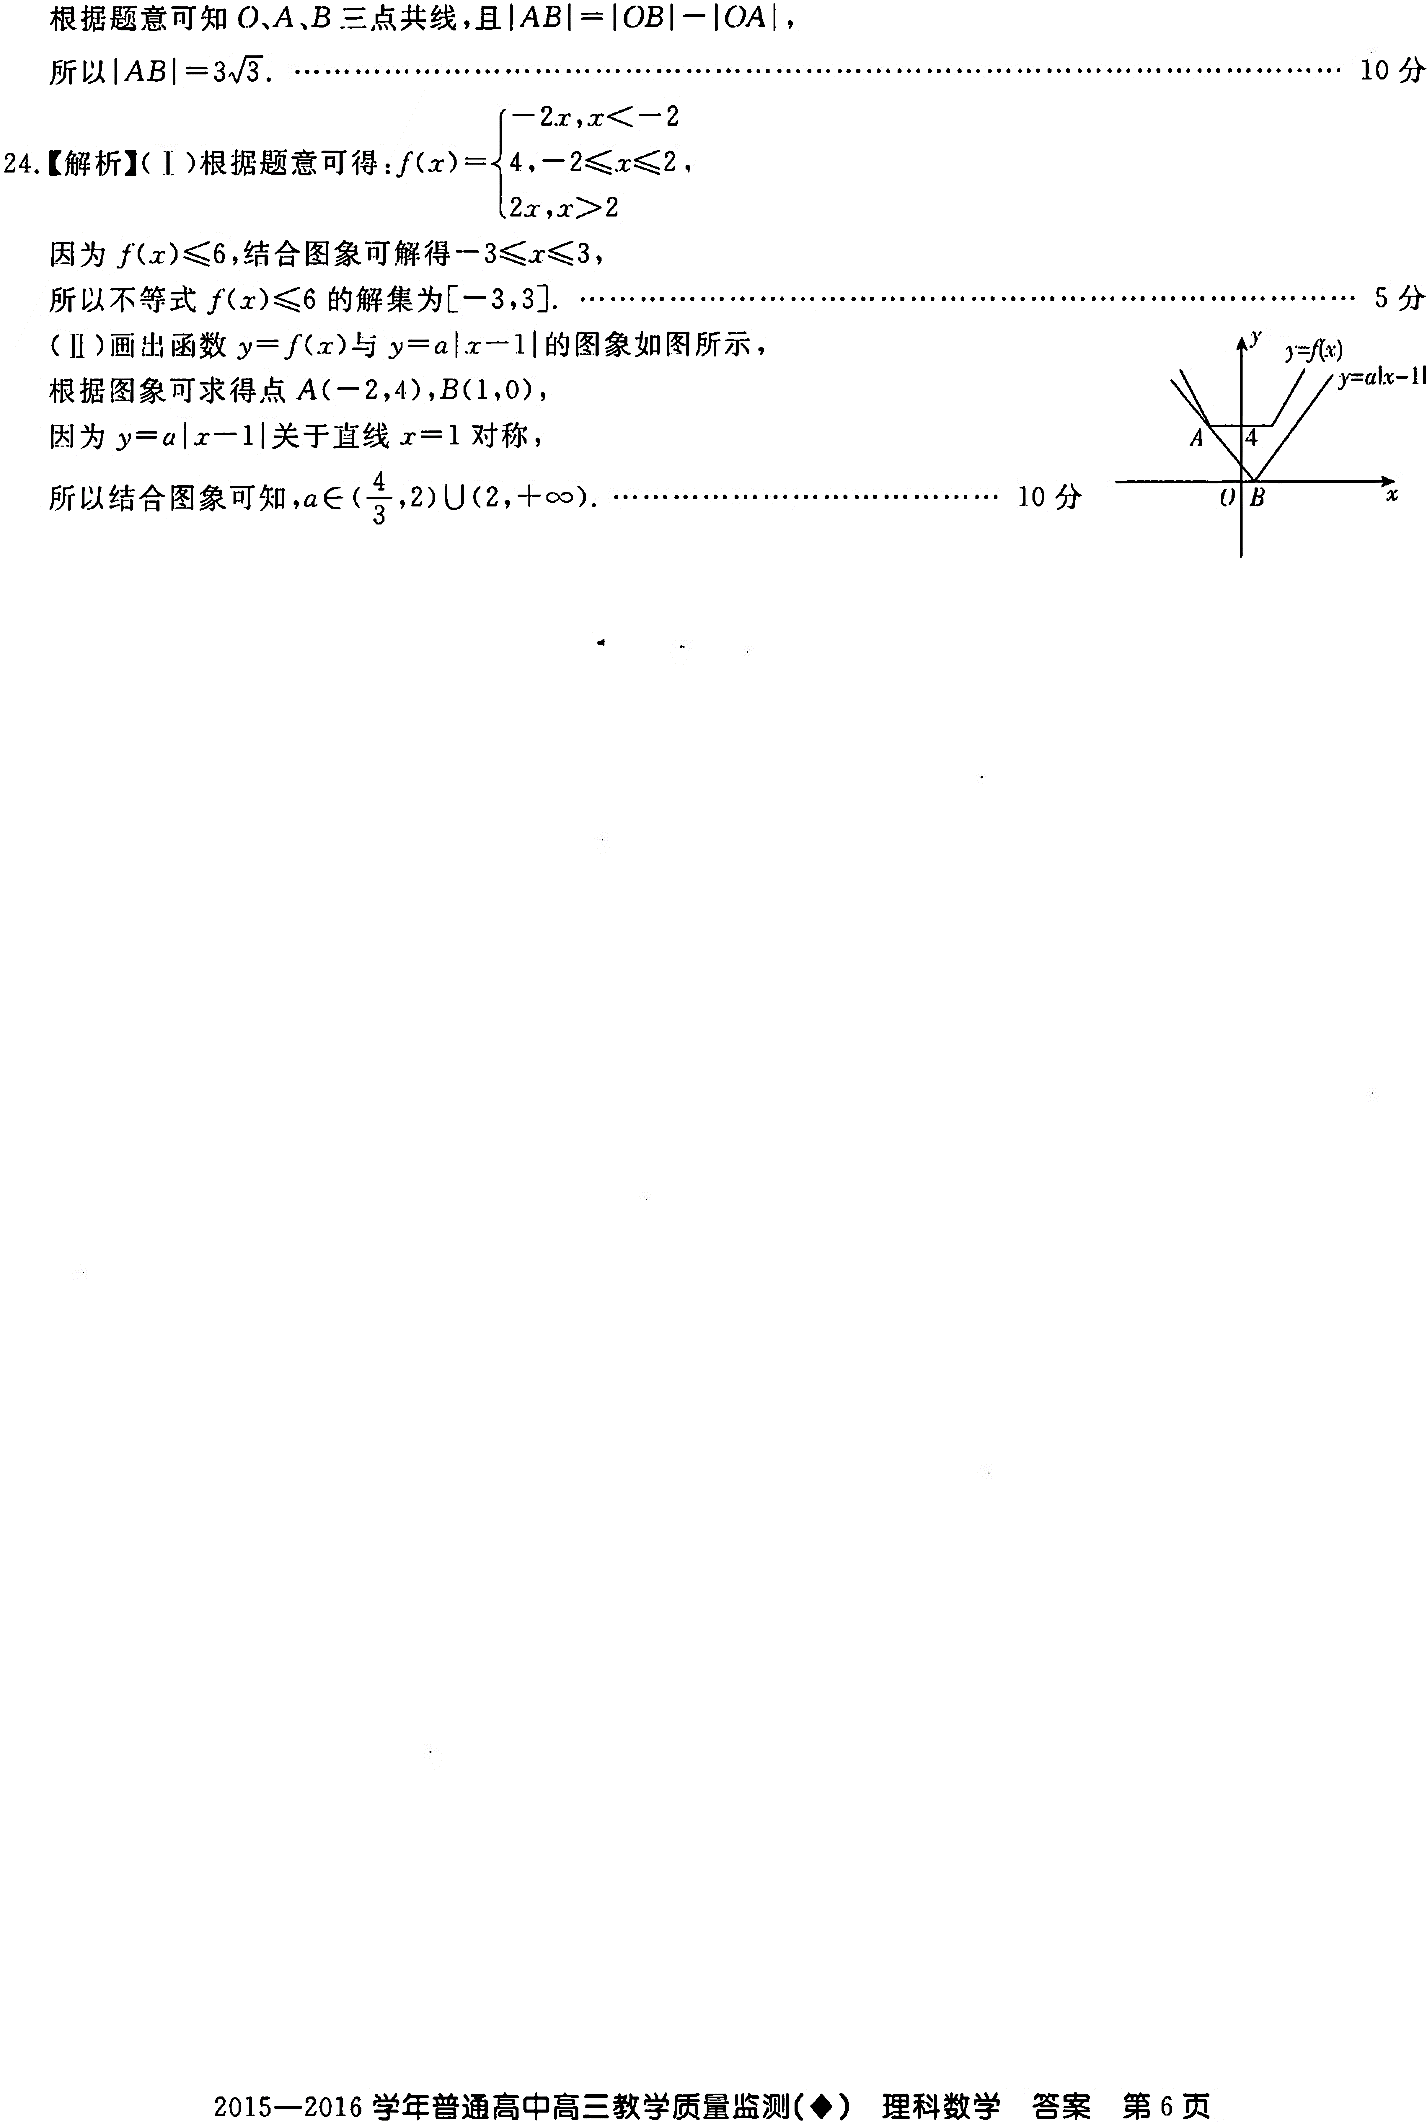 根据题意可知 O、A、B 三点共线,且|AB|=|OB|-|OA|,
所以|AB|=3√3. ………………………………………………………………………… 10 分
24.【解析】(Ⅰ)根据题意可得:f(x)={-2x,x<-2
4,-2≤x≤2,
2x,x>2
因为 f(x)≤6,结合图象可解得-3≤x≤3,
所以不等式 f(x)≤6 的解集为[-3,3]. ……………………………………………………… 5 分
(Ⅱ)画出函数 y=f(x)与 y=a|x-1|的图象如图所示,
根据图象可求得点 A(-2,4),B(1,0),
因为 y=a|x-1|关于直线 x=1 对称,
所以结合图象可知,a∈(4/3,2)∪(2,+∞). ………………………………… 10 分
y
y=f(x)
y=a|x-1|
A 4
O B x
2015—2016 学年普通高中高三教学质量监测(◆) 理科数学 答案 第 6 页